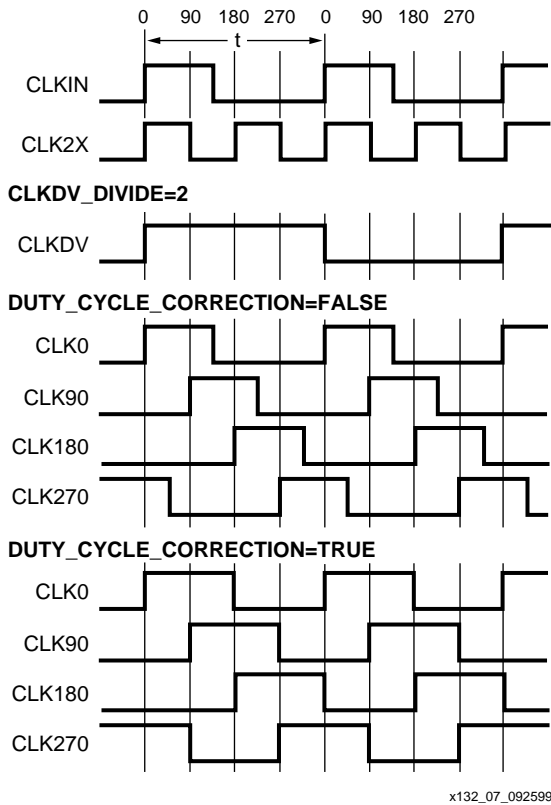 0 90 180 270 0 90 180 270
t
CLKIN
CLK2X
CLKDV_DIVIDE=2
CLKDV
DUTY_CYCLE_CORRECTION=FALSE
CLK0
CLK90
CLK180
CLK270
DUTY_CYCLE_CORRECTION=TRUE
CLK0
CLK90
CLK180
CLK270
x132_07_092599